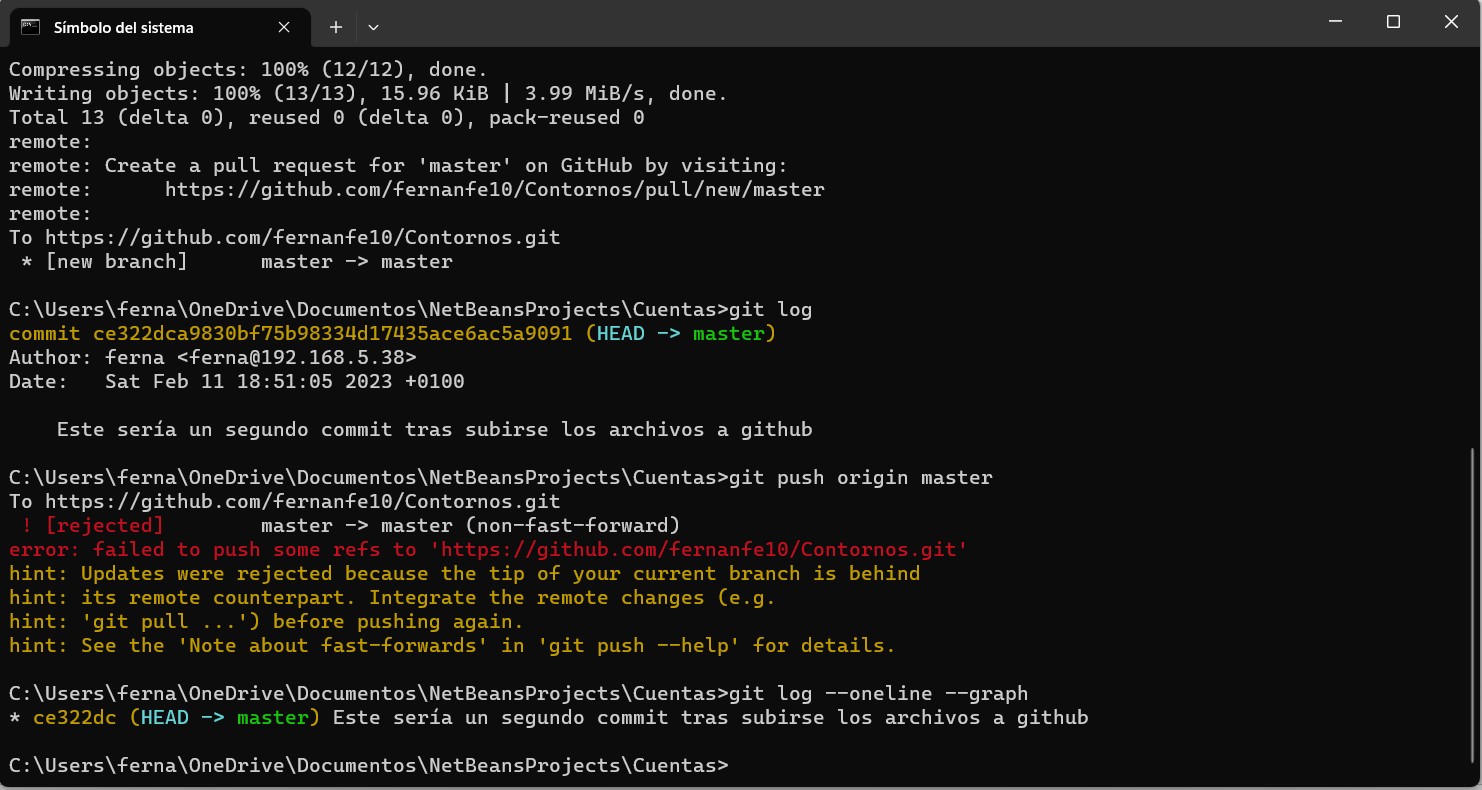 Símbolo del sistema
Compressing objects: 100% (12/12), done.
Writing objects: 100% (13/13), 15.96 KiB | 3.99 MiB/s, done.
Total 13 (delta 0), reused 0 (delta 0), pack-reused 0
remote:
remote: Create a pull request for 'master' on GitHub by visiting:
remote:      https://github.com/fernanfe10/Contornos/pull/new/master
remote:
To https://github.com/fernanfe10/Contornos.git
 * [new branch]      master -> master
C:\Users\ferna\OneDrive\Documentos\NetBeansProjects\Cuentas>git log
commit ce322dca9830bf75b98334d17435ace6ac5a9091 (HEAD -> master)
Author: ferna <ferna@192.168.5.38>
Date:   Sat Feb 11 18:51:05 2023 +0100
    Este sería un segundo commit tras subirse los archivos a github
C:\Users\ferna\OneDrive\Documentos\NetBeansProjects\Cuentas>git push origin master
To https://github.com/fernanfe10/Contornos.git
 ! [rejected]        master -> master (non-fast-forward)
error: failed to push some refs to 'https://github.com/fernanfe10/Contornos.git'
hint: Updates were rejected because the tip of your current branch is behind
hint: its remote counterpart. Integrate the remote changes (e.g.
hint: 'git pull ...') before pushing again.
hint: See the 'Note about fast-forwards' in 'git push --help' for details.
C:\Users\ferna\OneDrive\Documentos\NetBeansProjects\Cuentas>git log --oneline --graph
* ce322dc (HEAD -> master) Este sería un segundo commit tras subirse los archivos a github
C:\Users\ferna\OneDrive\Documentos\NetBeansProjects\Cuentas>